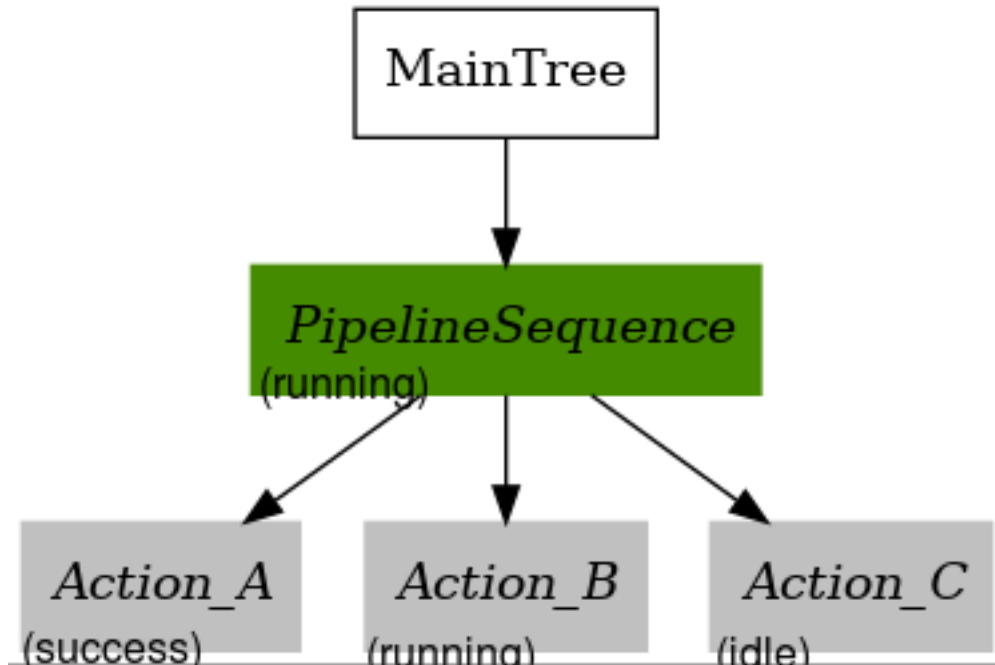 MainTree
PipelineSequence
(running)
Action_A
Action_B
Action_C
(success)
(running)
(idle)